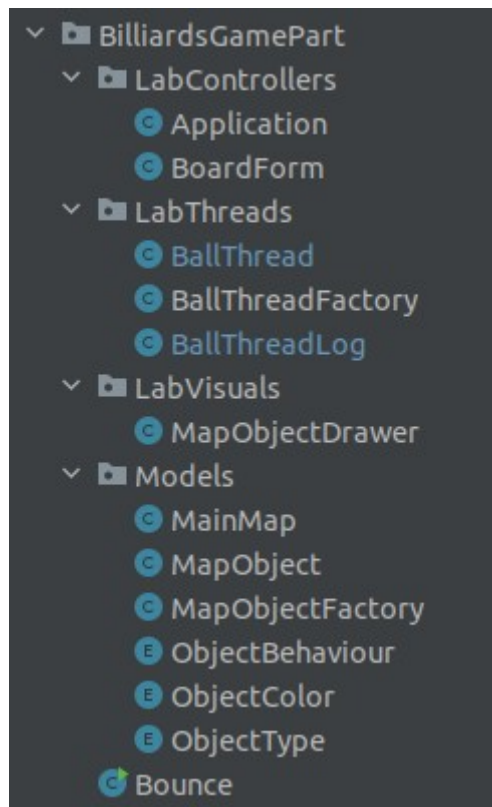 BilliardsGamePart
LabControllers
C Application
C BoardForm
LabThreads
C BallThread
C BallThreadFactory
C BallThreadLog
LabVisuals
C MapObjectDrawer
Models
C MainMap
C MapObject
C MapObjectFactory
E ObjectBehaviour
E ObjectColor
E ObjectType
C Bounce